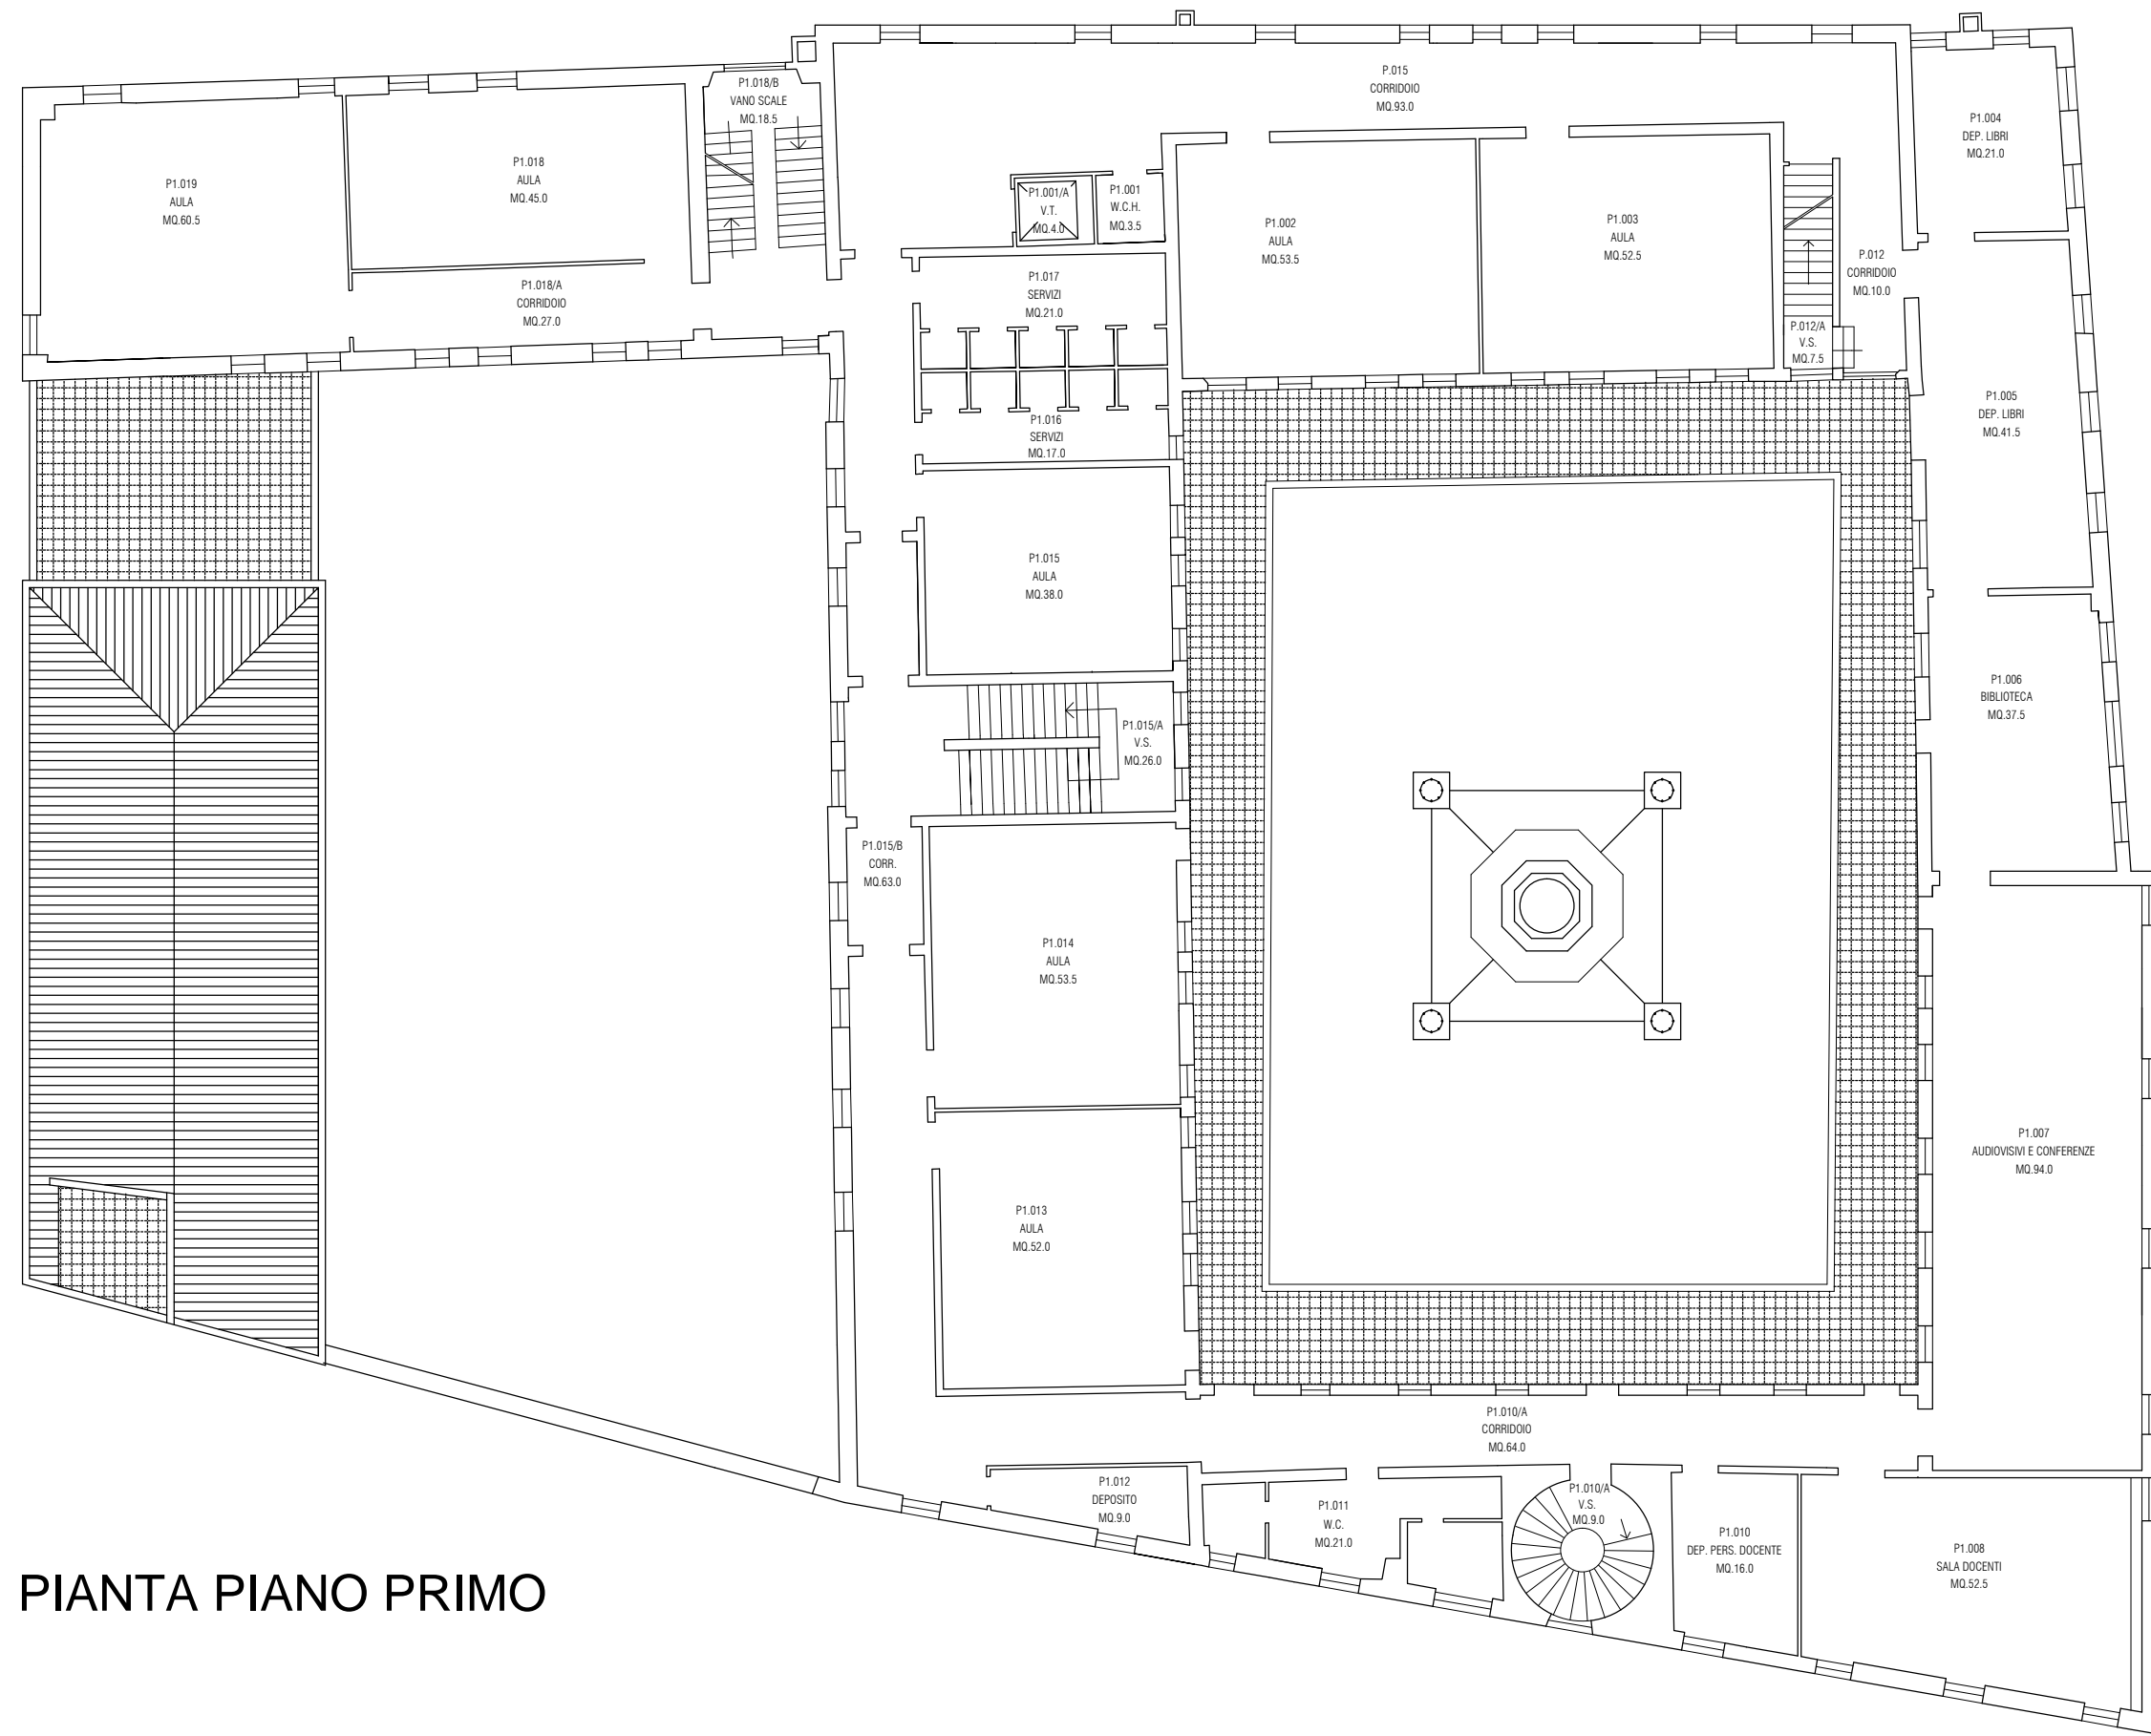 P1.018/B
VANO SCALE
MQ.18.5
P.015
CORRIDOIO
MQ.93.0
P1.004
DEP. LIBRI
MQ.21.0
P1.019
AULA
MQ.60.5
P1.018
AULA
MQ.45.0
P1.001/A
V.T.
MQ.4.0
P1.001
W.C.H.
MQ.3.5
P1.002
AULA
MQ.53.5
P1.003
AULA
MQ.52.5
P.012
CORRIDOIO
MQ.10.0
P1.018/A
CORRIDOIO
MQ.27.0
P1.017
SERVIZI
MQ.21.0
P.012/A
V.S.
MQ.7.5
P1.016
SERVIZI
MQ.17.0
P1.005
DEP. LIBRI
MQ.41.5
P1.015
AULA
MQ.38.0
P1.006
BIBLIOTECA
MQ.37.5
P1.015/A
V.S.
MQ.26.0
P1.015/B
CORR.
MQ.63.0
P1.014
AULA
MQ.53.5
P1.007
AUDIOVISIVI E CONFERENZE
MQ.94.0
P1.013
AULA
MQ.52.0
P1.010/A
CORRIDOIO
MQ.64.0
P1.012
DEPOSITO
MQ.9.0
P1.011
W.C.
MQ.21.0
P1.010/A
V.S.
MQ.9.0
P1.010
DEP. PERS. DOCENTE
MQ.16.0
P1.008
SALA DOCENTI
MQ.52.5
PIANTA PIANO PRIMO